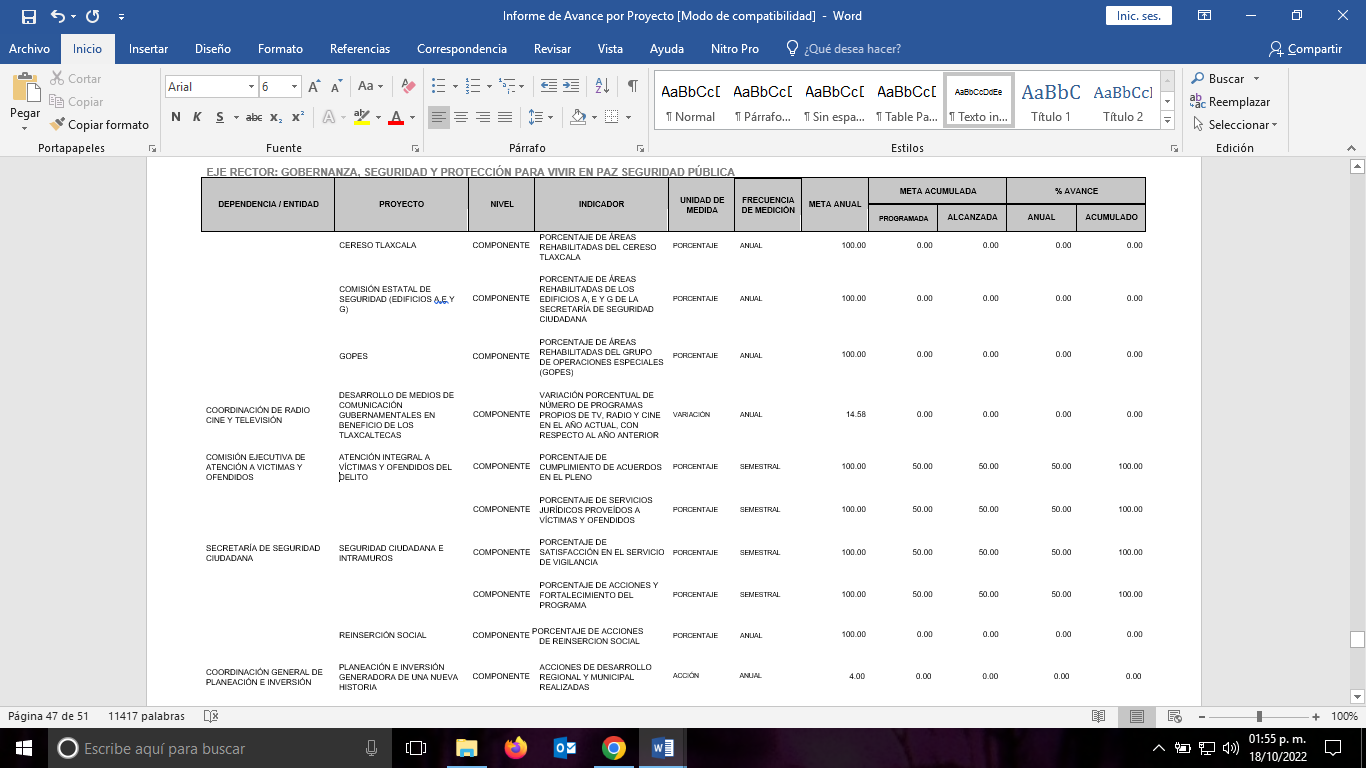 Informe de Avance por Proyecto [Modo de compatibilidad] - Word
Inic. ses.
Archivo Inicio Insertar Diseño Formato Referencias Correspondencia Revisar Vista Ayuda Nitro Pro ¿Qué desea hacer? Compartir
Pegar
Cortar
Copiar
Copiar formato
Portapapeles
Arial 6
Aa
N K S abc x₂ x²
Fuente
Párrafo
AaBbCcI AaBbCcI AaBbCcI AaBbCcI AaBbCcDdEe AaBbC AaBbCcI
¶ Normal ¶ Párrafo... ¶ Sin espa... ¶ Table Pa... ¶ Texto in... Título 1 Título 2
Estilos
Buscar
Reemplazar
Seleccionar
Edición
EJE RECTOR: GOBERNANZA, SEGURIDAD Y PROTECCIÓN PARA VIVIR EN PAZ SEGURIDAD PÚBLICA
DEPENDENCIA / ENTIDAD PROYECTO NIVEL INDICADOR UNIDAD DE MEDIDA FRECUENCIA DE MEDICIÓN META ANUAL META ACUMULADA % AVANCE
PROGRAMADA ALCANZADA ANUAL ACUMULADO
CERESO TLAXCALA COMPONENTE PORCENTAJE DE ÁREAS
REHABILITADAS DEL CERESO
TLAXCALA
PORCENTAJE ANUAL 100.00 0.00 0.00 0.00 0.00
COMISIÓN ESTATAL DE
SEGURIDAD (EDIFICIOS A,E,Y
G)
COMPONENTE
PORCENTAJE DE ÁREAS
REHABILITADAS DE LOS
EDIFICIOS A, E Y G DE LA
SECRETARÍA DE SEGURIDAD
CIUDADANA
PORCENTAJE ANUAL 100.00 0.00 0.00 0.00 0.00
GOPES COMPONENTE
PORCENTAJE DE ÁREAS
REHABILITADAS DEL GRUPO
DE OPERACIONES ESPECIALES
(GOPES)
PORCENTAJE ANUAL 100.00 0.00 0.00 0.00 0.00
COORDINACIÓN DE RADIO
CINE Y TELEVISIÓN
DESARROLLO DE MEDIOS DE
COMUNICACIÓN
GUBERNAMENTALES EN
BENEFICIO DE LOS
TLAXCALTECAS
COMPONENTE
VARIACIÓN PORCENTUAL DE
NÚMERO DE PROGRAMAS
PROPIOS DE TV, RADIO Y CINE
EN EL AÑO ACTUAL, CON
RESPECTO AL AÑO ANTERIOR
VARIACIÓN ANUAL 14.58 0.00 0.00 0.00 0.00
COMISIÓN EJECUTIVA DE
ATENCIÓN A VICTIMAS Y
OFENDIDOS
ATENCIÓN INTEGRAL A
VÍCTIMAS Y OFENDIDOS DEL
DELITO
COMPONENTE
PORCENTAJE DE
CUMPLIMIENTO DE ACUERDOS
EN EL PLENO
PORCENTAJE SEMESTRAL 100.00 50.00 50.00 50.00 100.00
COMPONENTE
PORCENTAJE DE SERVICIOS
JURÍDICOS PROVEÍDOS A
VÍCTIMAS Y OFENDIDOS
PORCENTAJE SEMESTRAL 100.00 50.00 50.00 50.00 100.00
SECRETARÍA DE SEGURIDAD
CIUDADANA
SEGURIDAD CIUDADANA E
INTRAMUROS
COMPONENTE
PORCENTAJE DE
SATISFACCIÓN EN EL SERVICIO
DE VIGILANCIA
PORCENTAJE SEMESTRAL 100.00 50.00 50.00 50.00 100.00
COMPONENTE
PORCENTAJE DE ACCIONES Y
FORTALECIMIENTO DEL
PROGRAMA
PORCENTAJE SEMESTRAL 100.00 50.00 50.00 50.00 100.00
REINSERCIÓN SOCIAL COMPONENTE PORCENTAJE DE ACCIONES
DE REINSERCION SOCIAL
PORCENTAJE ANUAL 100.00 0.00 0.00 0.00 0.00
COORDINACIÓN GENERAL DE
PLANEACIÓN E INVERSIÓN
PLANEACIÓN E INVERSIÓN
GENERADORA DE UNA NUEVA
HISTORIA
COMPONENTE
ACCIONES DE DESARROLLO
REGIONAL Y MUNICIPAL
REALIZADAS
ACCIÓN ANUAL 4.00 0.00 0.00 0.00 0.00
Página 47 de 51 11417 palabras 100%
Escribe aquí para buscar
01:55 p. m.
18/10/2022